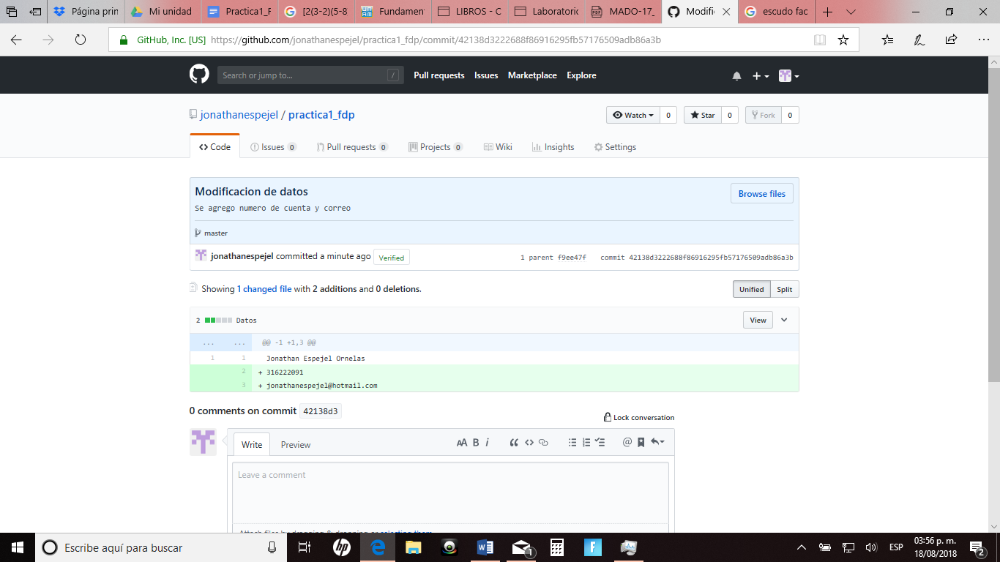 Página prin
Mi unidad
Practica1_F
[2(3-2)(5-8
Fundament
LIBROS - C
Laboratorio
MADO-17_
Modifi
escudo fac
GitHub, Inc. [US] https://github.com/jonathanespejel/practica1_fdp/commit/42138d3222688f86916295fb57176509adb86a3b
Search or jump to... /
Pull requests Issues Marketplace Explore
jonathanespejel / practica1_fdp
Watch 0 Star 0 Fork 0
Code Issues 0 Pull requests 0 Projects 0 Wiki Insights Settings
Modificacion de datos
Browse files
Se agrego numero de cuenta y correo
master
jonathanespejel committed a minute ago Verified
1 parent f9ee47f commit 42138d3222688f86916295fb57176509adb86a3b
Showing 1 changed file with 2 additions and 0 deletions.
Unified Split
2 Datos
View
... ... @@ -1 +1,3 @@
1 1 Jonathan Espejel Ornelas
2 + 316222091
3 + jonathanespejel@hotmail.com
0 comments on commit 42138d3
Lock conversation
Write Preview
AA B i
Leave a comment
Attach files by dragging & dropping or selecting them
Escribe aquí para buscar
hp
1
F
ESP
03:56 p. m.
18/08/2018
2